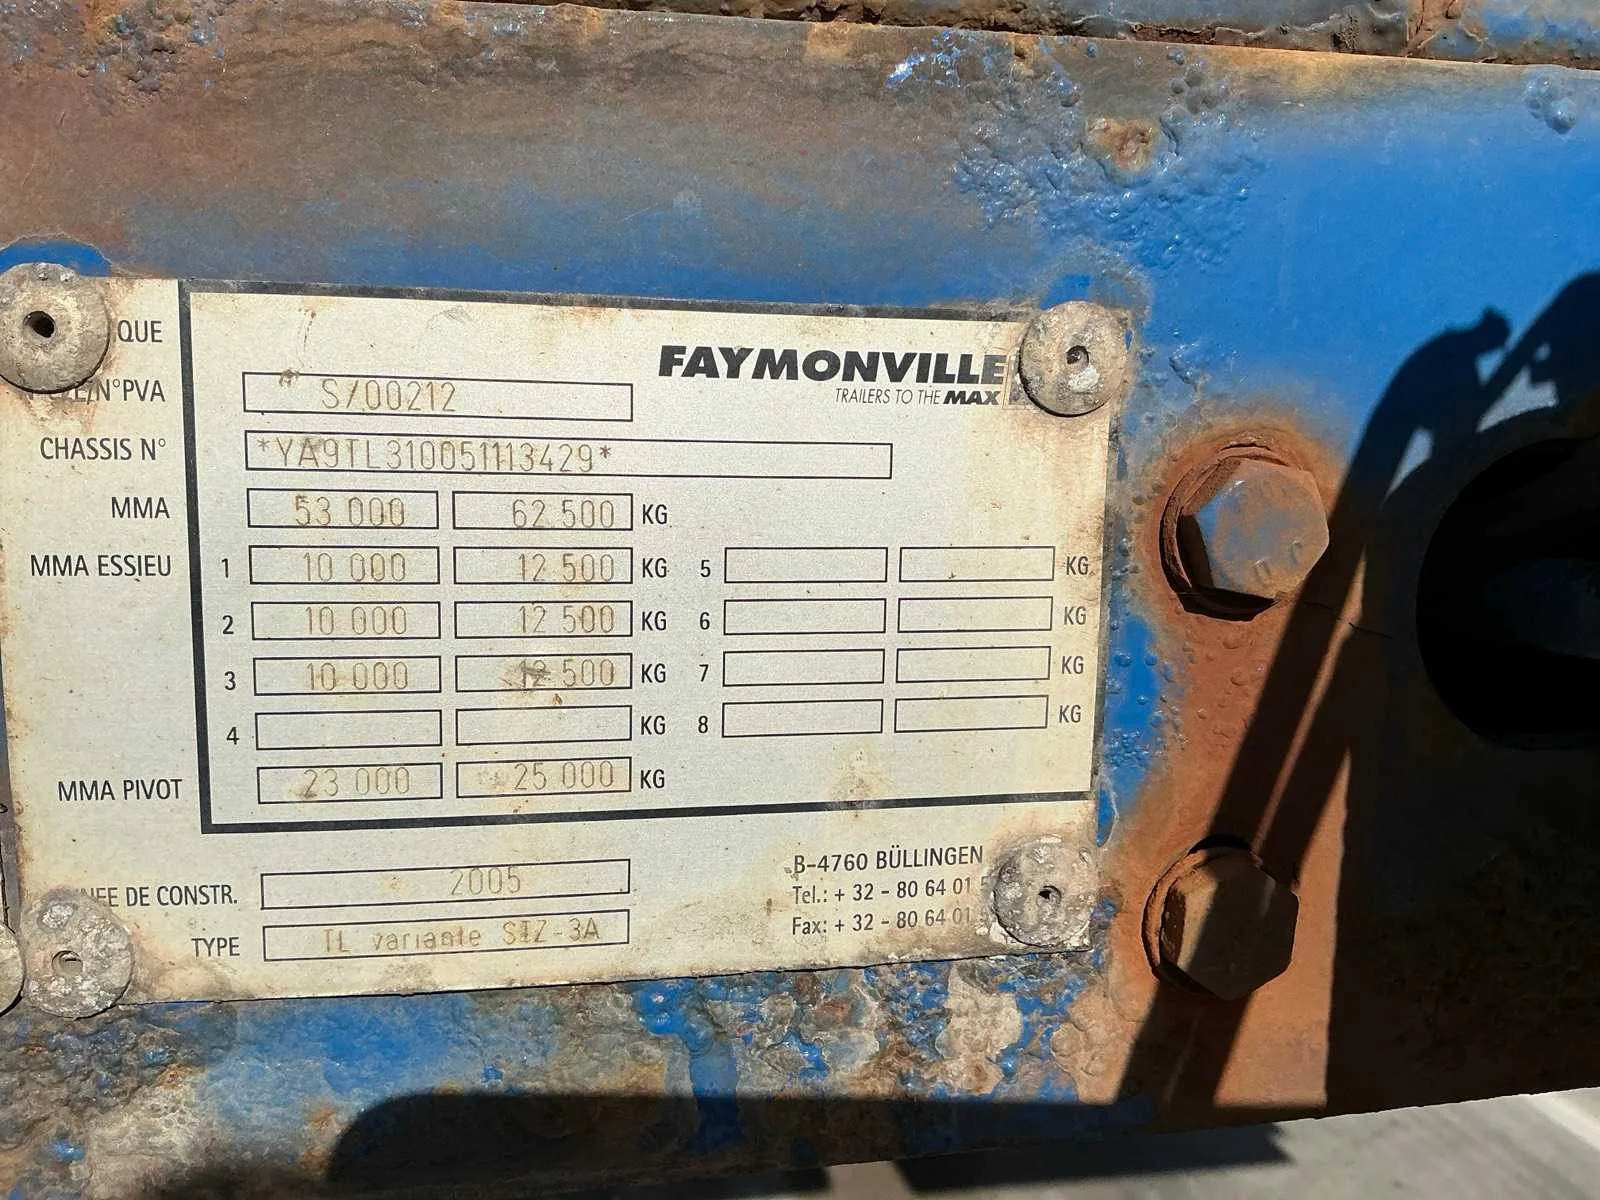 QUE
FAYMONVILLE
TRAILERS TO THE MAX
N°PVA S/00212
CHASSIS N° *YA9TL310051113429*
MMA 53 000 62 500 KG
MMA ESSIEU 1 10 000 12 500 KG 5 KG
2 10 000 12 500 KG 6 KG
3 10 000 12 500 KG 7 KG
4 KG 8 KG
MMA PIVOT 23 000 25 000 KG
DE CONSTR. 2005
TYPE TL variante STZ-3A
B-4760 BÜLLINGEN
Tel.: + 32 - 80 64 01
Fax: + 32 - 80 64 01